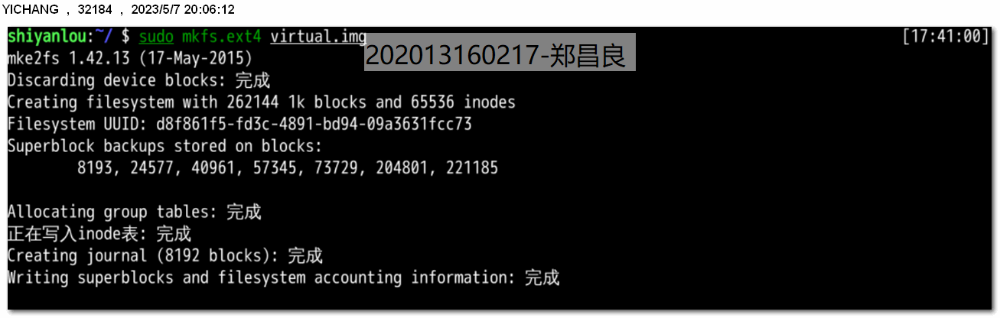 YICHANG , 32184 , 2023/5/7 20:06:12
shiyanlou:~/ $ sudo mkfs.ext4 virtual.img [17:41:00]
202013160217-郑昌良
mke2fs 1.42.13 (17-May-2015)
Discarding device blocks: 完成
Creating filesystem with 262144 1k blocks and 65536 inodes
Filesystem UUID: d8f861f5-fd3c-4891-bd94-09a3631fcc73
Superblock backups stored on blocks:
8193, 24577, 40961, 57345, 73729, 204801, 221185
Allocating group tables: 完成
正在写入inode表: 完成
Creating journal (8192 blocks): 完成
Writing superblocks and filesystem accounting information: 完成